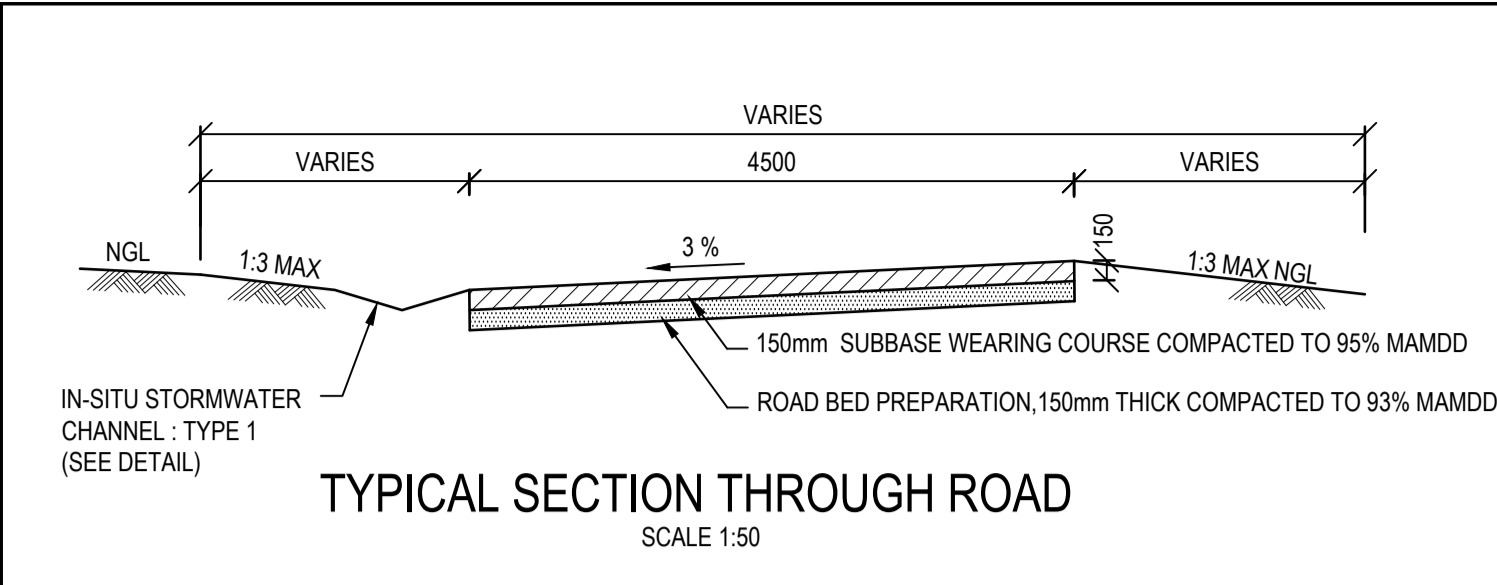 VARIES
VARIES
4500
VARIES
NGL
1:3 MAX
3 %
150
1:3 MAX NGL
150mm SUBBASE WEARING COURSE COMPACTED TO 95% MAMDD
ROAD BED PREPARATION,150mm THICK COMPACTED TO 93% MAMDD
IN-SITU STORMWATER
CHANNEL : TYPE 1
(SEE DETAIL)
TYPICAL SECTION THROUGH ROAD
SCALE 1:50